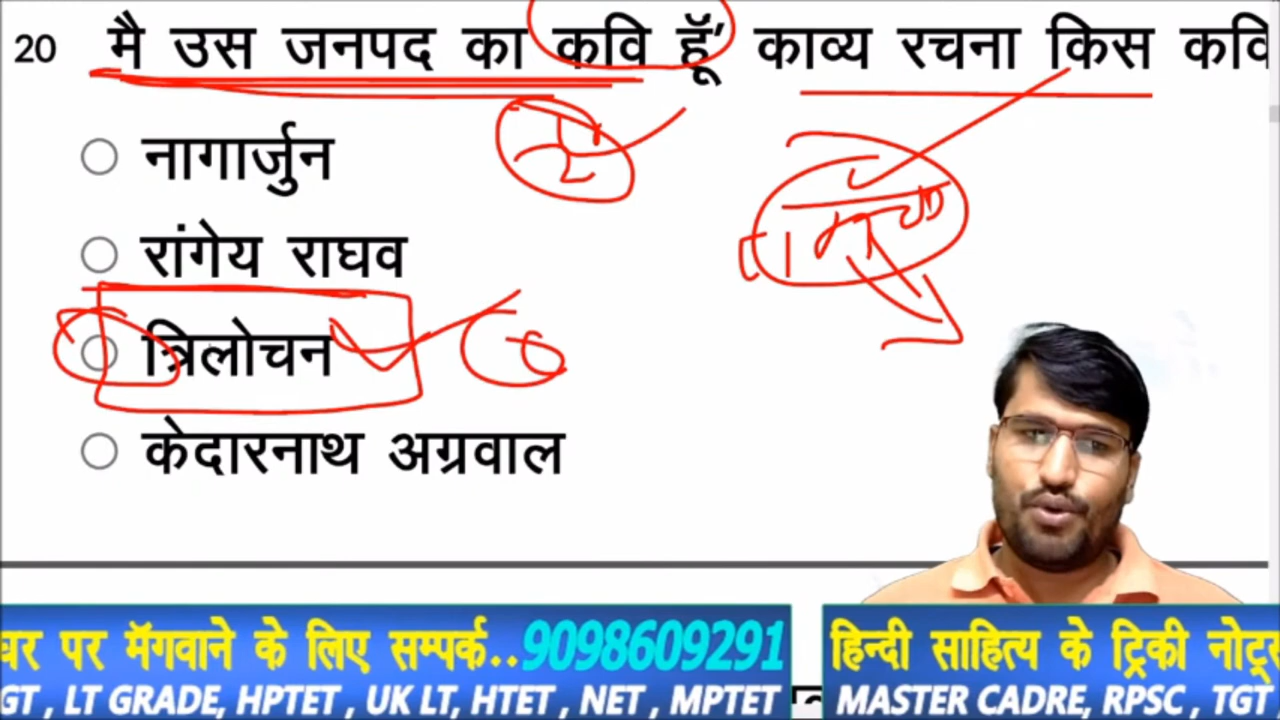 20 मै उस जनपद का कवि हूॅ' काव्य रचना किस कवि
नागार्जुन
रांगेय राघव
त्रिलोचन
केदारनाथ अग्रवाल
घर पर मॅगवाने के लिए सम्पर्क..9098609291
हिन्दी साहित्य के ट्रिकी नोट्स
GT , LT GRADE, HPTET , UK LT, HTET , NET , MPTET
MASTER CADRE, RPSC , TGT